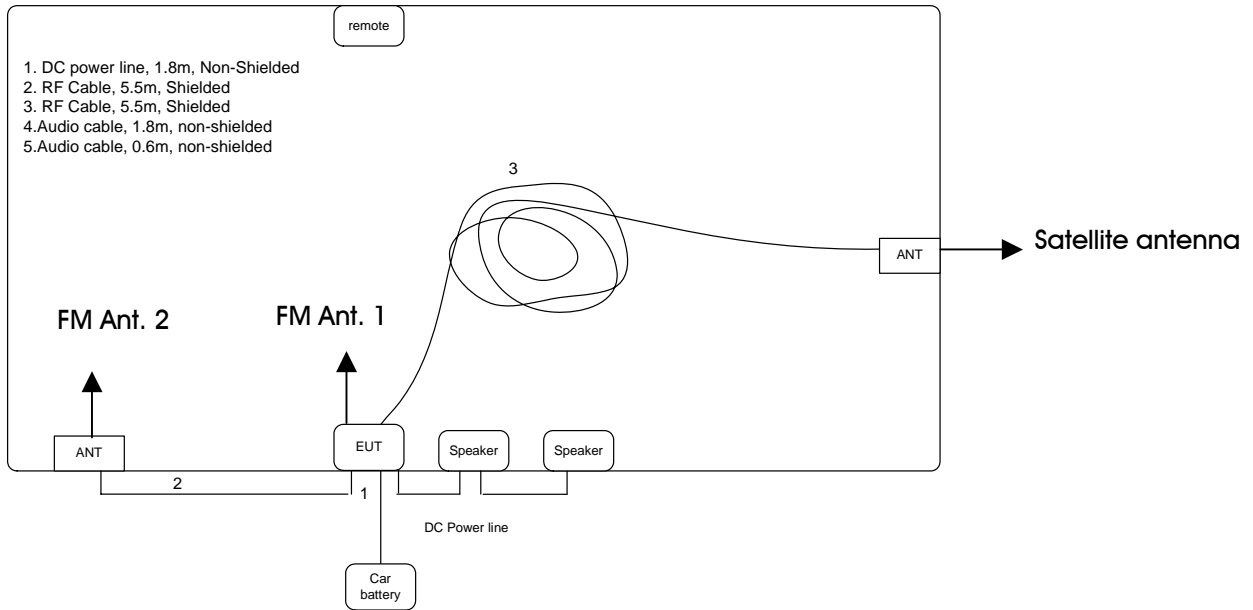 remote
1. DC power line, 1.8m, Non-Shielded
2. RF Cable, 5.5m, Shielded
3. RF Cable, 5.5m, Shielded
4.Audio cable, 1.8m, non-shielded
5.Audio cable, 0.6m, non-shielded
3
Satellite antenna
ANT
FM Ant. 2
FM Ant. 1
ANT
EUT
Speaker
Speaker
2
1
DC Power line
Car
battery